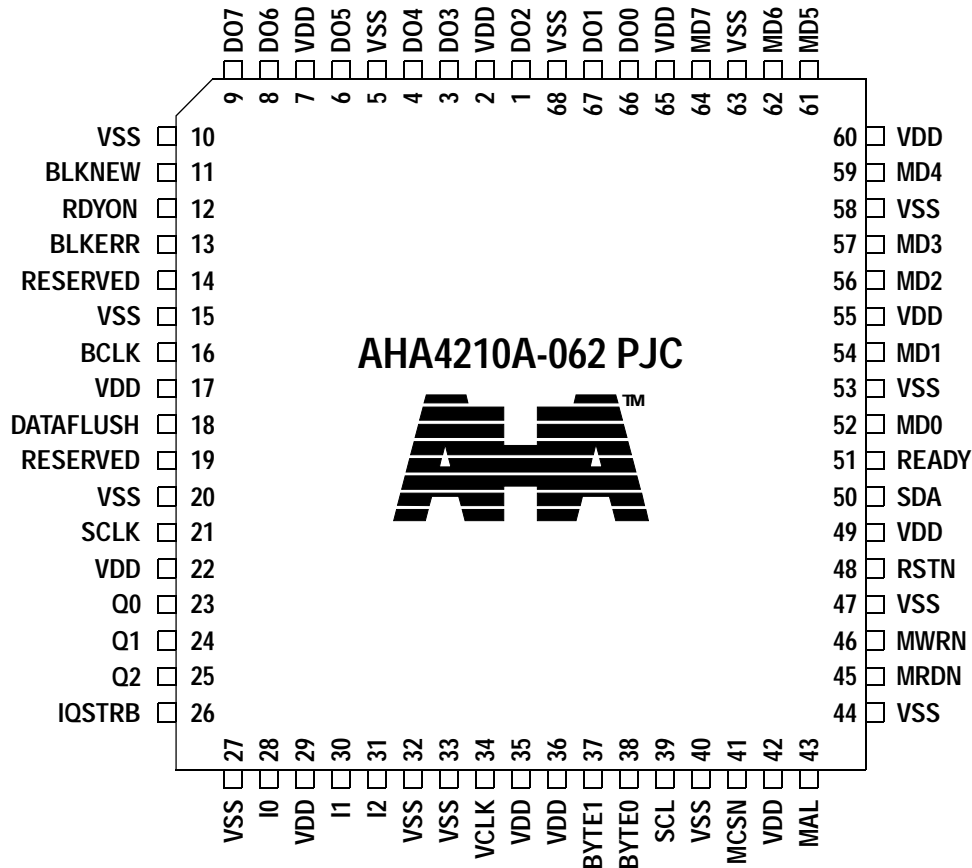 DO7 DO6 VDD DO5 VSS DO4 DO3 VDD DO2 VSS DO1 DO0 VDD MD7 VSS MD6 MD5
9 8 7 6 5 4 3 2 1 68 67 66 65 64 63 62 61
VSS 10
BLKNEW 11
RDYON 12
BLKERR 13
RESERVED 14
VSS 15
BCLK 16
VDD 17
DATAFLUSH 18
RESERVED 19
VSS 20
SCLK 21
VDD 22
Q0 23
Q1 24
Q2 25
IQSTRB 26
AHA4210A-062 PJC
AHA TM
60 VDD
59 MD4
58 VSS
57 MD3
56 MD2
55 VDD
54 MD1
53 VSS
52 MD0
51 READY
50 SDA
49 VDD
48 RSTN
47 VSS
46 MWRN
45 MRDN
44 VSS
27 28 29 30 31 32 33 34 35 36 37 38 39 40 41 42 43
VSS I0 VDD I1 I2 VSS VSS VCLK VDD VDD BYTE1 BYTE0 SCL VSS MCSN VDD MAL